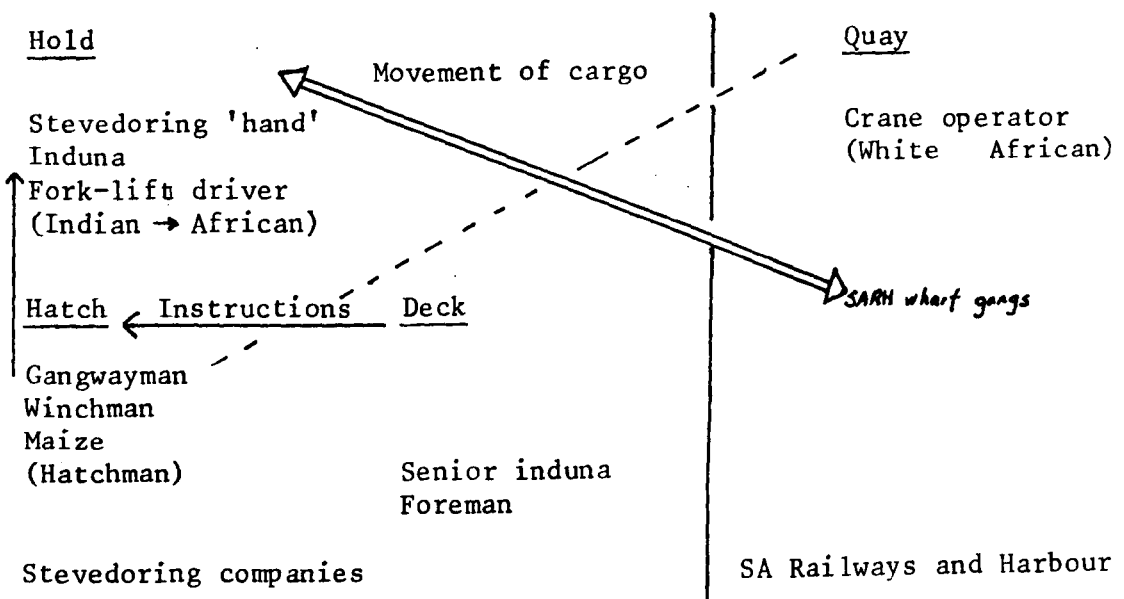 Hold
Quay
Movement of cargo
Stevedoring 'hand'
Induna
Fork-lift driver
(Indian → African)
Crane operator
(White African)
SARH wharf gangs
Hatch Instructions Deck
Gangwayman
Winchman
Maize
(Hatchman)
Senior induna
Foreman
Stevedoring companies
SA Railways and Harbour